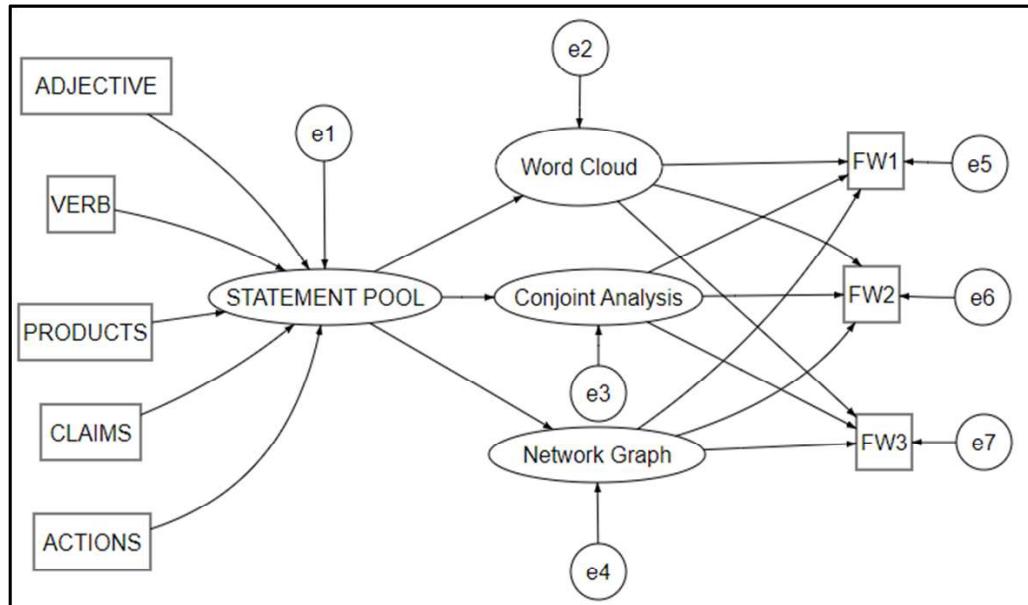 ADJECTIVE
VERB
PRODUCTS
CLAIMS
ACTIONS
e1
STATEMENT POOL
e2
Word Cloud
Conjoint Analysis
e3
Network Graph
e4
FW1
e5
FW2
e6
FW3
e7